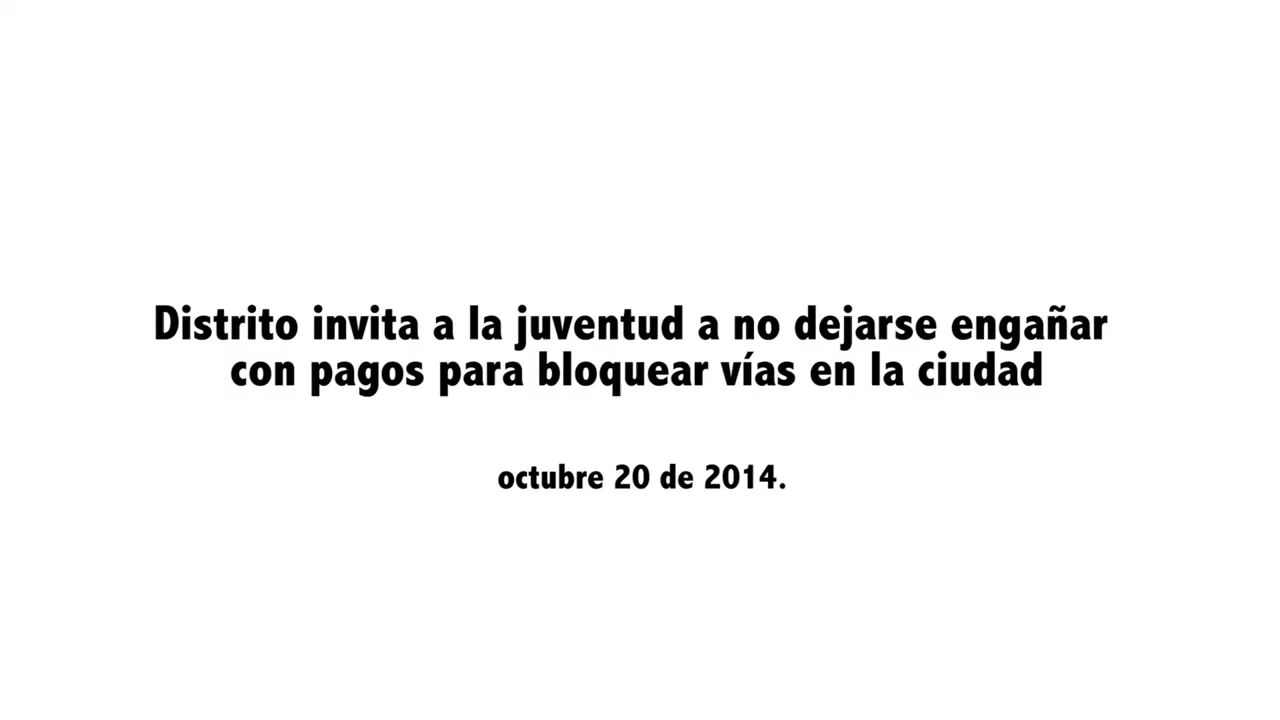 Distrito invita a la juventud a no dejarse engañar
con pagos para bloquear vías en la ciudad
octubre 20 de 2014.